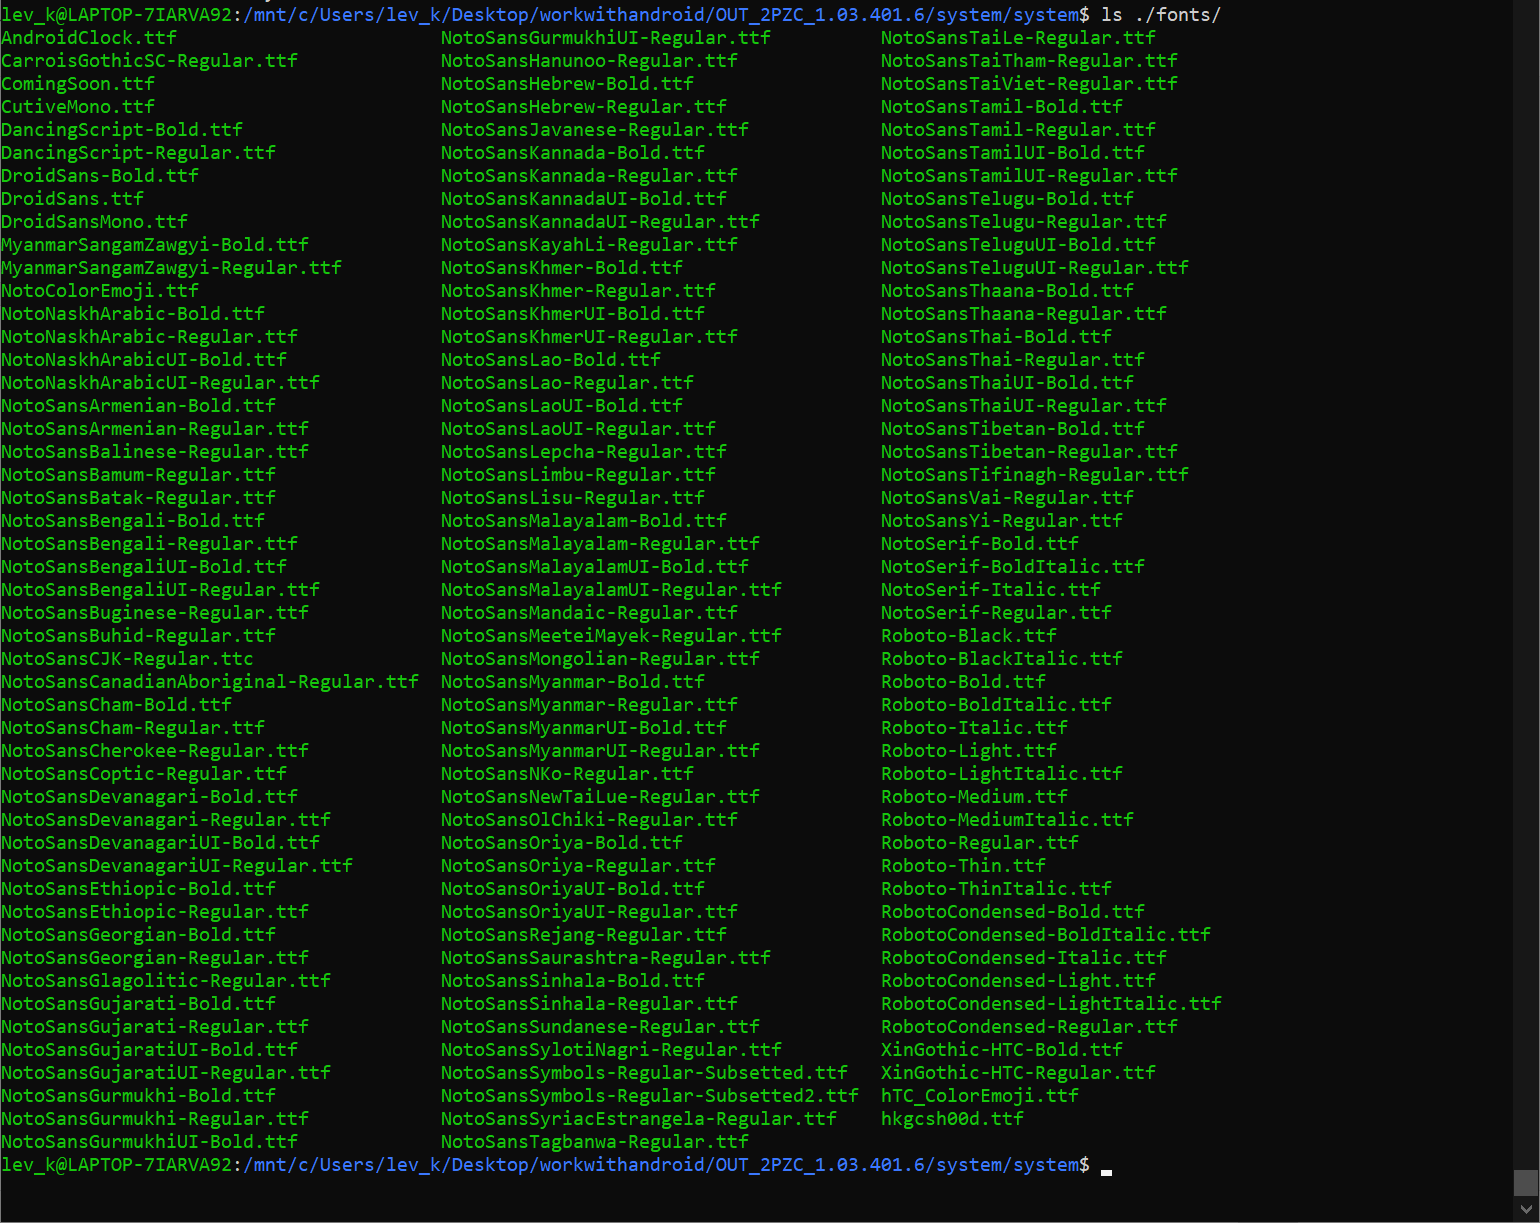 lev_k@LAPTOP-7IARVA92:/mnt/c/Users/lev_k/Desktop/workwithandroid/OUT_2PZC_1.03.401.6/system/system$ ls ./fonts/
AndroidClock.ttf NotoSansGurmukhiUI-Regular.ttf NotoSansTaiLe-Regular.ttf
CarroisGothicSC-Regular.ttf NotoSansHanunoo-Regular.ttf NotoSansTaiTham-Regular.ttf
ComingSoon.ttf NotoSansHebrew-Bold.ttf NotoSansTaiViet-Regular.ttf
CutiveMono.ttf NotoSansHebrew-Regular.ttf NotoSansTamil-Bold.ttf
DancingScript-Bold.ttf NotoSansJavanese-Regular.ttf NotoSansTamil-Regular.ttf
DancingScript-Regular.ttf NotoSansKannada-Bold.ttf NotoSansTamilUI-Bold.ttf
DroidSans-Bold.ttf NotoSansKannada-Regular.ttf NotoSansTamilUI-Regular.ttf
DroidSans.ttf NotoSansKannadaUI-Bold.ttf NotoSansTelugu-Bold.ttf
DroidSansMono.ttf NotoSansKannadaUI-Regular.ttf NotoSansTelugu-Regular.ttf
MyanmarSangamZawgyi-Bold.ttf NotoSansKayahLi-Regular.ttf NotoSansTeluguUI-Bold.ttf
MyanmarSangamZawgyi-Regular.ttf NotoSansKhmer-Bold.ttf NotoSansTeluguUI-Regular.ttf
NotoColorEmoji.ttf NotoSansKhmer-Regular.ttf NotoSansThaana-Bold.ttf
NotoNaskhArabic-Bold.ttf NotoSansKhmerUI-Bold.ttf NotoSansThaana-Regular.ttf
NotoNaskhArabic-Regular.ttf NotoSansKhmerUI-Regular.ttf NotoSansThai-Bold.ttf
NotoNaskhArabicUI-Bold.ttf NotoSansLao-Bold.ttf NotoSansThai-Regular.ttf
NotoNaskhArabicUI-Regular.ttf NotoSansLao-Regular.ttf NotoSansThaiUI-Bold.ttf
NotoSansArmenian-Bold.ttf NotoSansLaoUI-Bold.ttf NotoSansThaiUI-Regular.ttf
NotoSansArmenian-Regular.ttf NotoSansLaoUI-Regular.ttf NotoSansTibetan-Bold.ttf
NotoSansBalinese-Regular.ttf NotoSansLepcha-Regular.ttf NotoSansTibetan-Regular.ttf
NotoSansBamum-Regular.ttf NotoSansLimbu-Regular.ttf NotoSansTifinagh-Regular.ttf
NotoSansBatak-Regular.ttf NotoSansLisu-Regular.ttf NotoSansVai-Regular.ttf
NotoSansBengali-Bold.ttf NotoSansMalayalam-Bold.ttf NotoSansYi-Regular.ttf
NotoSansBengali-Regular.ttf NotoSansMalayalam-Regular.ttf NotoSerif-Bold.ttf
NotoSansBengaliUI-Bold.ttf NotoSansMalayalamUI-Bold.ttf NotoSerif-BoldItalic.ttf
NotoSansBengaliUI-Regular.ttf NotoSansMalayalamUI-Regular.ttf NotoSerif-Italic.ttf
NotoSansBuginese-Regular.ttf NotoSansMandaic-Regular.ttf NotoSerif-Regular.ttf
NotoSansBuhid-Regular.ttf NotoSansMeeteiMayek-Regular.ttf Roboto-Black.ttf
NotoSansCJK-Regular.ttc NotoSansMongolian-Regular.ttf Roboto-BlackItalic.ttf
NotoSansCanadianAboriginal-Regular.ttf NotoSansMyanmar-Bold.ttf Roboto-Bold.ttf
NotoSansCham-Bold.ttf NotoSansMyanmar-Regular.ttf Roboto-BoldItalic.ttf
NotoSansCham-Regular.ttf NotoSansMyanmarUI-Bold.ttf Roboto-Italic.ttf
NotoSansCherokee-Regular.ttf NotoSansMyanmarUI-Regular.ttf Roboto-Light.ttf
NotoSansCoptic-Regular.ttf NotoSansNKo-Regular.ttf Roboto-LightItalic.ttf
NotoSansDevanagari-Bold.ttf NotoSansNewTaiLue-Regular.ttf Roboto-Medium.ttf
NotoSansDevanagari-Regular.ttf NotoSansOlChiki-Regular.ttf Roboto-MediumItalic.ttf
NotoSansDevanagariUI-Bold.ttf NotoSansOriya-Bold.ttf Roboto-Regular.ttf
NotoSansDevanagariUI-Regular.ttf NotoSansOriya-Regular.ttf Roboto-Thin.ttf
NotoSansEthiopic-Bold.ttf NotoSansOriyaUI-Bold.ttf Roboto-ThinItalic.ttf
NotoSansEthiopic-Regular.ttf NotoSansOriyaUI-Regular.ttf RobotoCondensed-Bold.ttf
NotoSansGeorgian-Bold.ttf NotoSansRejang-Regular.ttf RobotoCondensed-BoldItalic.ttf
NotoSansGeorgian-Regular.ttf NotoSansSaurashtra-Regular.ttf RobotoCondensed-Italic.ttf
NotoSansGlagolitic-Regular.ttf NotoSansSinhala-Bold.ttf RobotoCondensed-Light.ttf
NotoSansGujarati-Bold.ttf NotoSansSinhala-Regular.ttf RobotoCondensed-LightItalic.ttf
NotoSansGujarati-Regular.ttf NotoSansSundanese-Regular.ttf RobotoCondensed-Regular.ttf
NotoSansGujaratiUI-Bold.ttf NotoSansSylotiNagri-Regular.ttf XinGothic-HTC-Bold.ttf
NotoSansGujaratiUI-Regular.ttf NotoSansSymbols-Regular-Subsetted.ttf XinGothic-HTC-Regular.ttf
NotoSansGurmukhi-Bold.ttf NotoSansSymbols-Regular-Subsetted2.ttf hTC_ColorEmoji.ttf
NotoSansGurmukhi-Regular.ttf NotoSansSyriacEstrangela-Regular.ttf hkgcsh00d.ttf
NotoSansGurmukhiUI-Bold.ttf NotoSansTagbanwa-Regular.ttf
lev_k@LAPTOP-7IARVA92:/mnt/c/Users/lev_k/Desktop/workwithandroid/OUT_2PZC_1.03.401.6/system/system$